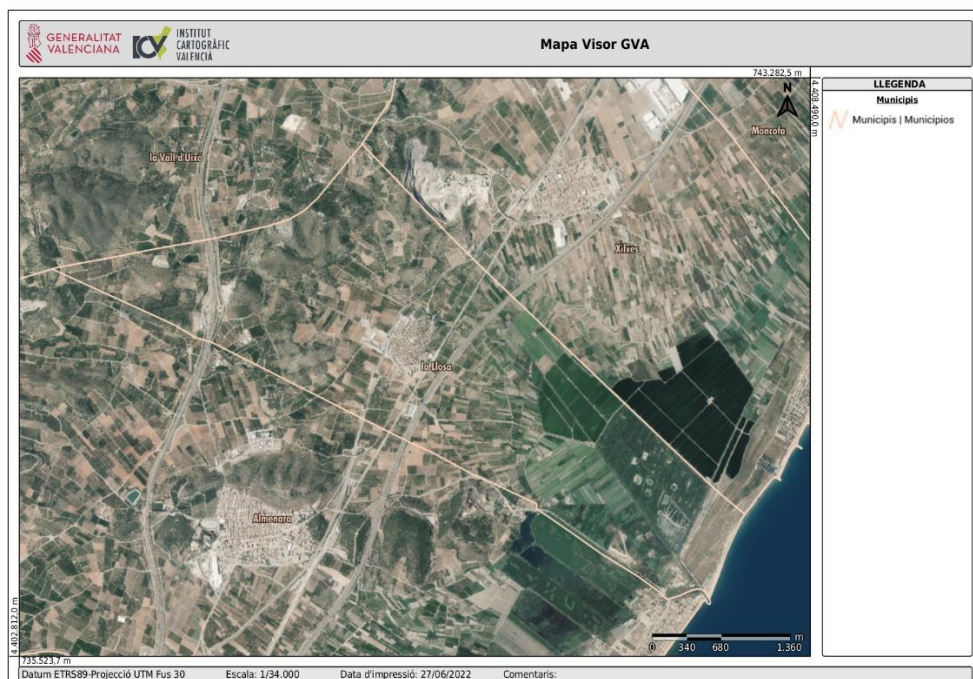 GENERALITAT
VALENCIANA
ICV
INSTITUT
CARTOGRÀFIC
VALENCIÀ
Mapa Visor GVA
743.282,5 m
4.408.490,0 m
N
LLEGENDA
Municipis
Municipis | Municipios
Moncofa
la Vall d'Uixó
Xilxes
la Llosa
Almenara
4.402.812,0 m
0 340 680 1.360 m
735.523,7 m
Datum ETRS89-Projecció UTM Fus 30 Escala: 1/34.000 Data d'impressió: 27/06/2022 Comentaris: